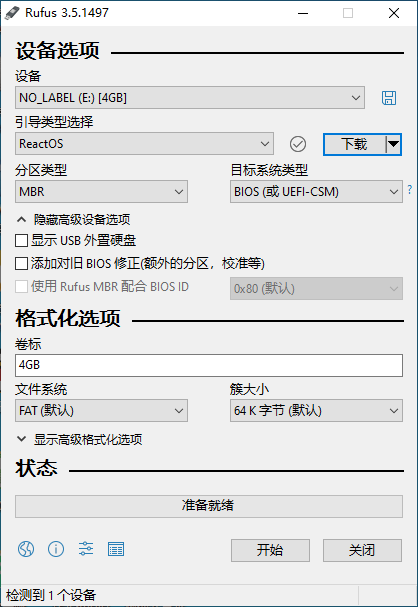 Rufus 3.5.1497
设备选项
设备
NO_LABEL (E:) [4GB]
引导类型选择
ReactOS
下载
分区类型
目标系统类型
MBR
BIOS (或 UEFI-CSM)
?
隐藏高级设备选项
显示 USB 外置硬盘
添加对旧 BIOS 修正(额外的分区，校准等)
使用 Rufus MBR 配合 BIOS ID
0x80 (默认)
格式化选项
卷标
4GB
文件系统
簇大小
FAT (默认)
64 K 字节 (默认)
显示高级格式化选项
状态
准备就绪
开始
关闭
检测到 1 个设备